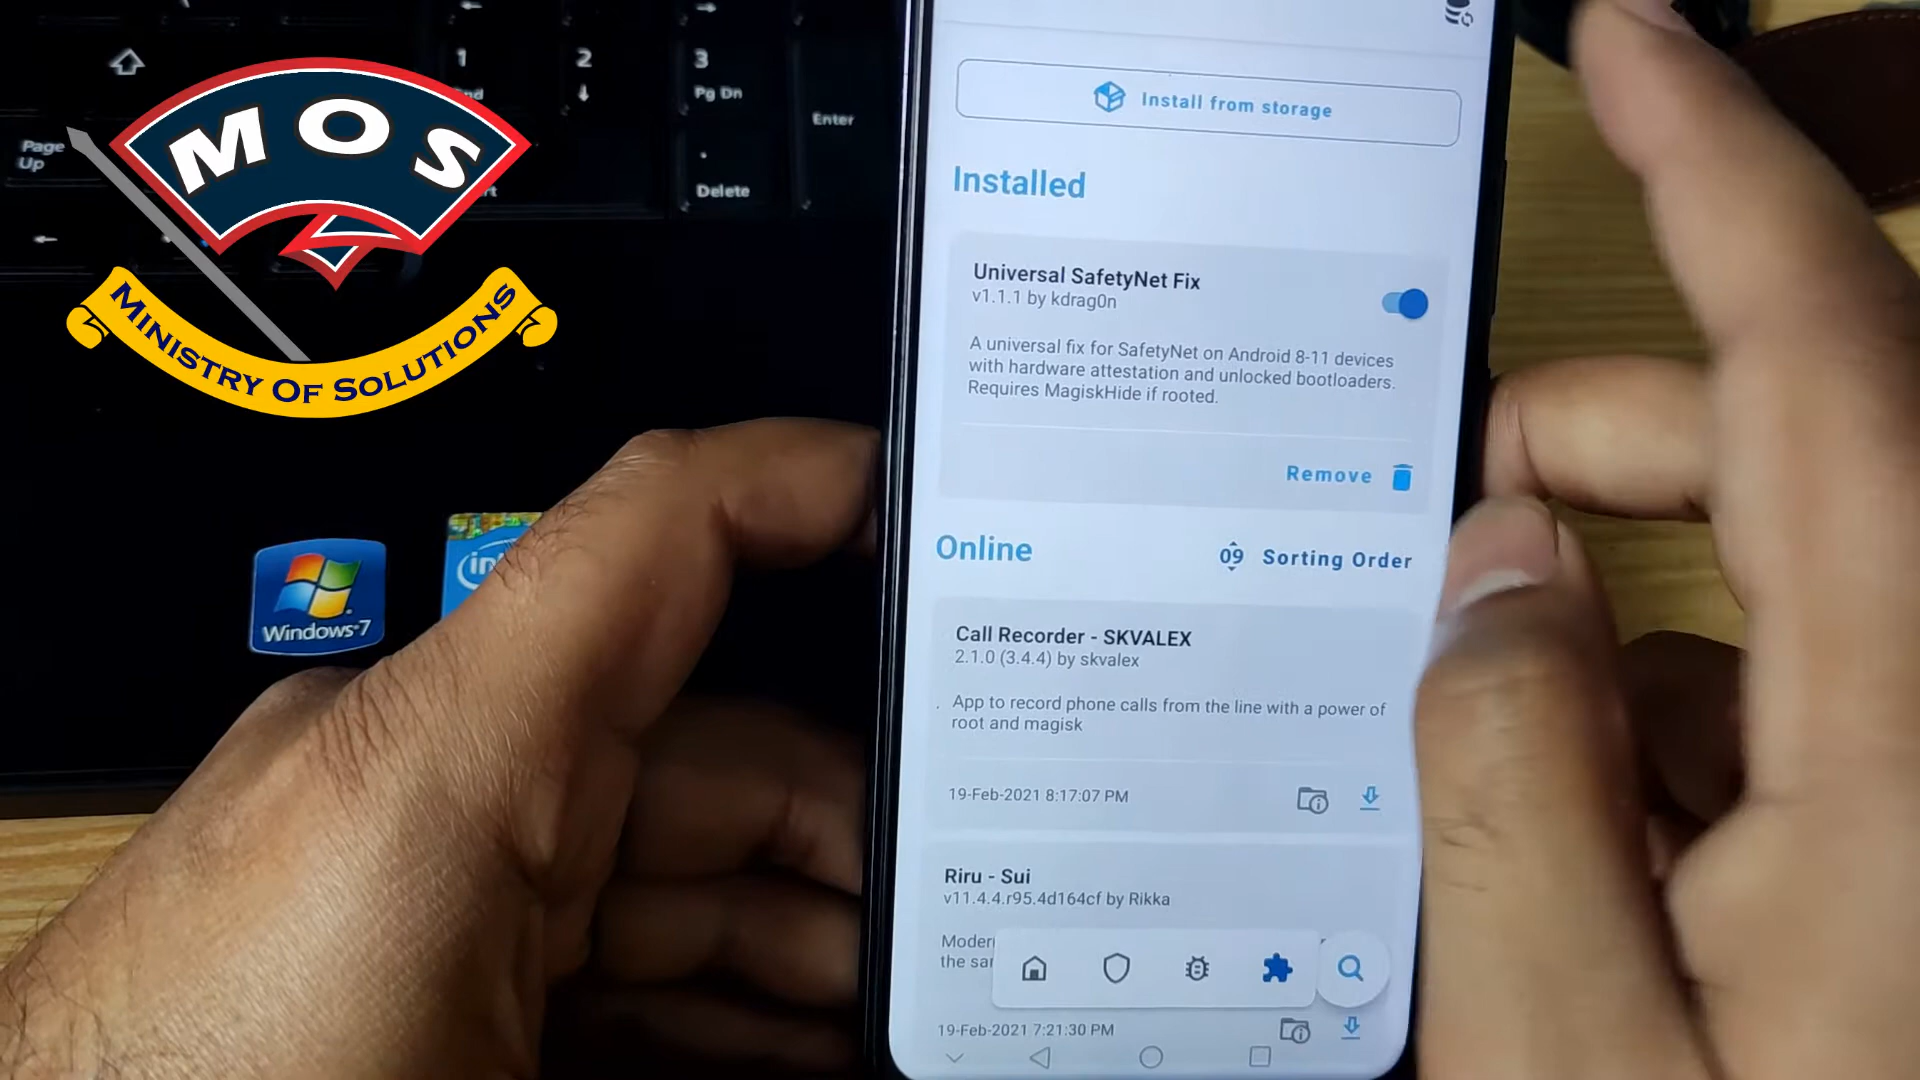 MOS
MINISTRY OF SOLUTIONS
1
2
3
Pg Dn
Enter
Page
Up
.
Delete
Windows 7
Install from storage
Installed
Universal SafetyNet Fix
v1.1.1 by kdrag0n
A universal fix for SafetyNet on Android 8-11 devices
with hardware attestation and unlocked bootloaders.
Requires MagiskHide if rooted.
Remove
Online
09 Sorting Order
Call Recorder - SKVALEX
2.1.0 (3.4.4) by skvalex
App to record phone calls from the line with a power of
root and magisk
19-Feb-2021 8:17:07 PM
Riru - Sui
v11.4.4.r95.4d164cf by Rikka
the
19-Feb-2021 7:21:30 PM